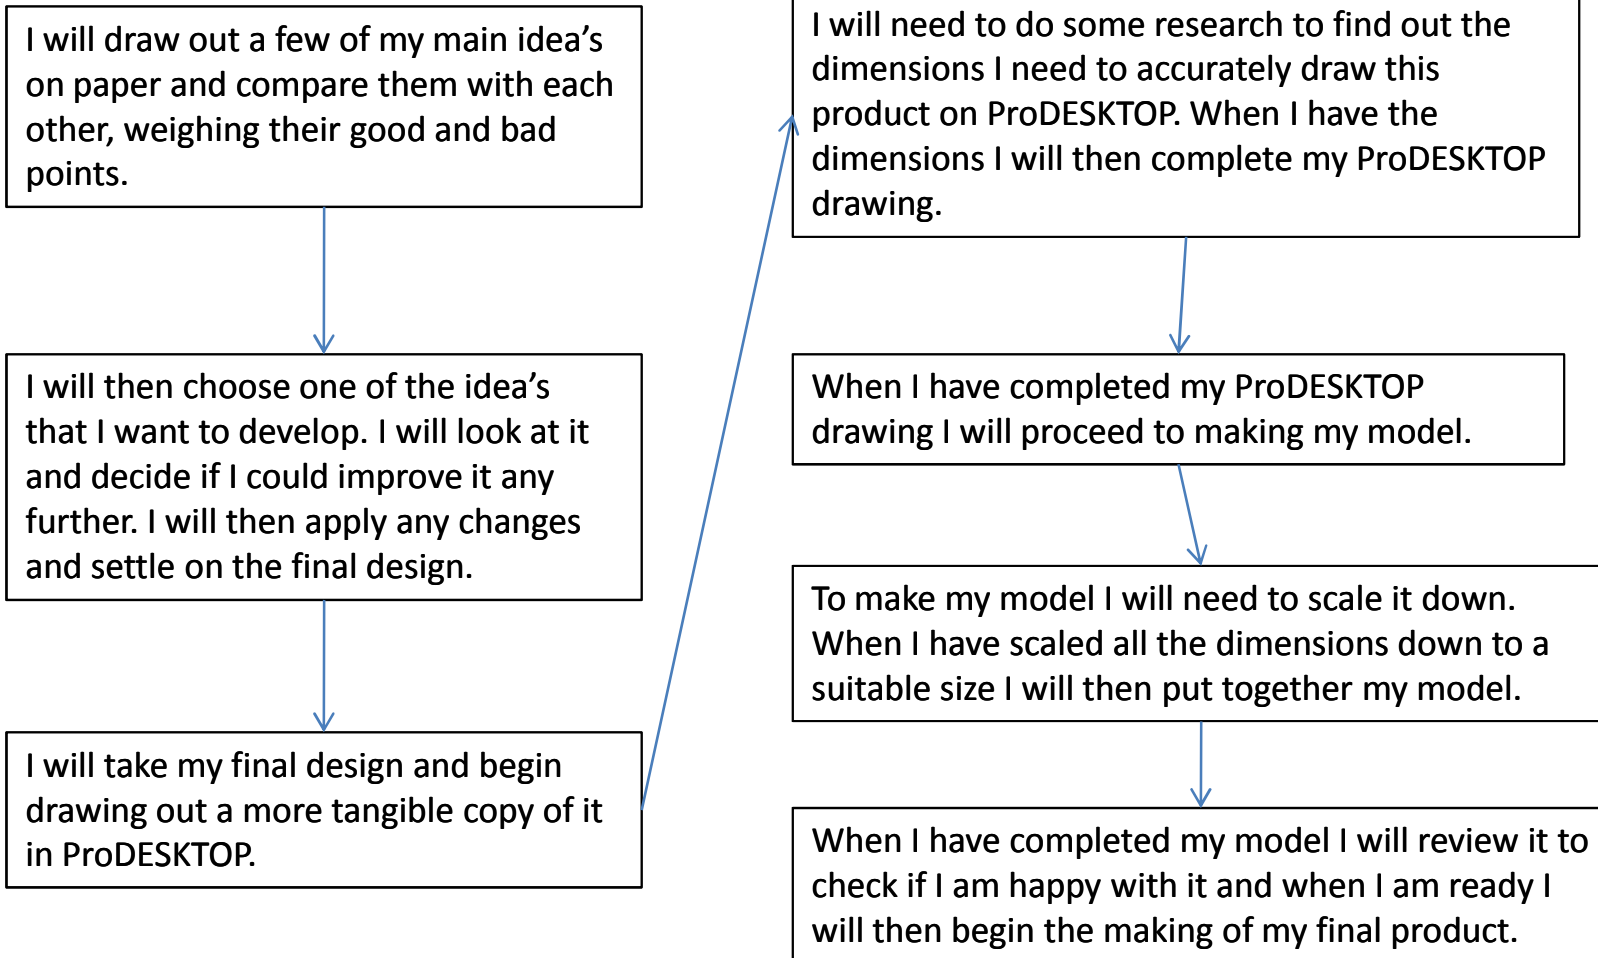 I will draw out a few of my main idea’s
on paper and compare them with each
other, weighing their good and bad
points.
I will then choose one of the idea’s
that I want to develop. I will look at it
and decide if I could improve it any
further. I will then apply any changes
and settle on the final design.
I will take my final design and begin
drawing out a more tangible copy of it
in ProDESKTOP.
I will need to do some research to find out the
dimensions I need to accurately draw this
product on ProDESKTOP. When I have the
dimensions I will then complete my ProDESKTOP
drawing.
When I have completed my ProDESKTOP
drawing I will proceed to making my model.
To make my model I will need to scale it down.
When I have scaled all the dimensions down to a
suitable size I will then put together my model.
When I have completed my model I will review it to
check if I am happy with it and when I am ready I
will then begin the making of my final product.